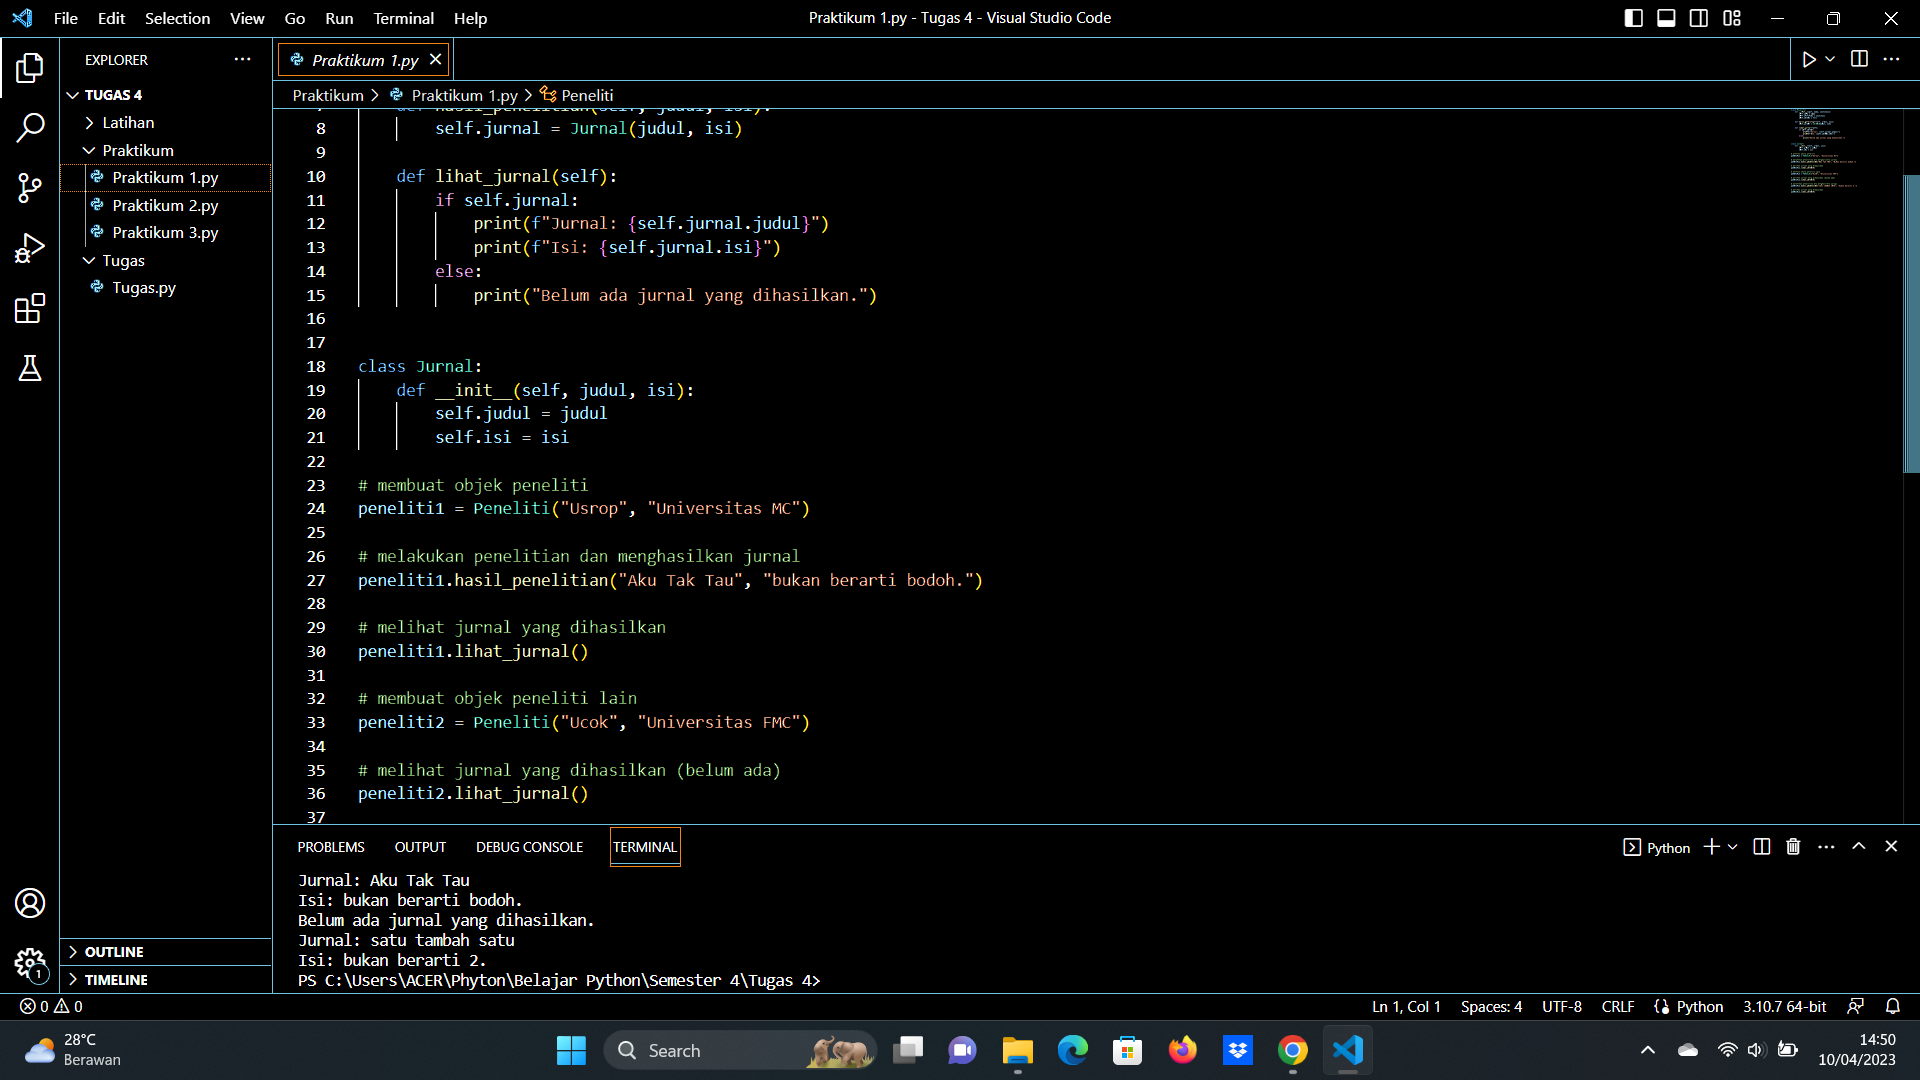 File Edit Selection View Go Run Terminal Help
Praktikum 1.py - Tugas 4 - Visual Studio Code
EXPLORER
TUGAS 4
Latihan
Praktikum
Praktikum 1.py
Praktikum 2.py
Praktikum 3.py
Tugas
Tugas.py
OUTLINE
TIMELINE
1
Praktikum 1.py
Praktikum > Praktikum 1.py > Peneliti
def hasil_penelitian(self, judul, isi):
8 self.jurnal = Jurnal(judul, isi)
9
10 def lihat_jurnal(self):
11 if self.jurnal:
12 print(f"Jurnal: {self.jurnal.judul}")
13 print(f"Isi: {self.jurnal.isi}")
14 else:
15 print("Belum ada jurnal yang dihasilkan.")
16
17
18 class Jurnal:
19 def __init__(self, judul, isi):
20 self.judul = judul
21 self.isi = isi
22
23 # membuat objek peneliti
24 peneliti1 = Peneliti("Usrop", "Universitas MC")
25
26 # melakukan penelitian dan menghasilkan jurnal
27 peneliti1.hasil_penelitian("Aku Tak Tau", "bukan berarti bodoh.")
28
29 # melihat jurnal yang dihasilkan
30 peneliti1.lihat_jurnal()
31
32 # membuat objek peneliti lain
33 peneliti2 = Peneliti("Ucok", "Universitas FMC")
34
35 # melihat jurnal yang dihasilkan (belum ada)
36 peneliti2.lihat_jurnal()
37
PROBLEMS OUTPUT DEBUG CONSOLE TERMINAL
Python
Jurnal: Aku Tak Tau
Isi: bukan berarti bodoh.
Belum ada jurnal yang dihasilkan.
Jurnal: satu tambah satu
Isi: bukan berarti 2.
PS C:\Users\ACER\Phyton\Belajar Python\Semester 4\Tugas 4>
0 0
Ln 1, Col 1 Spaces: 4 UTF-8 CRLF Python 3.10.7 64-bit
28°C
Berawan
Search
14:50
10/04/2023